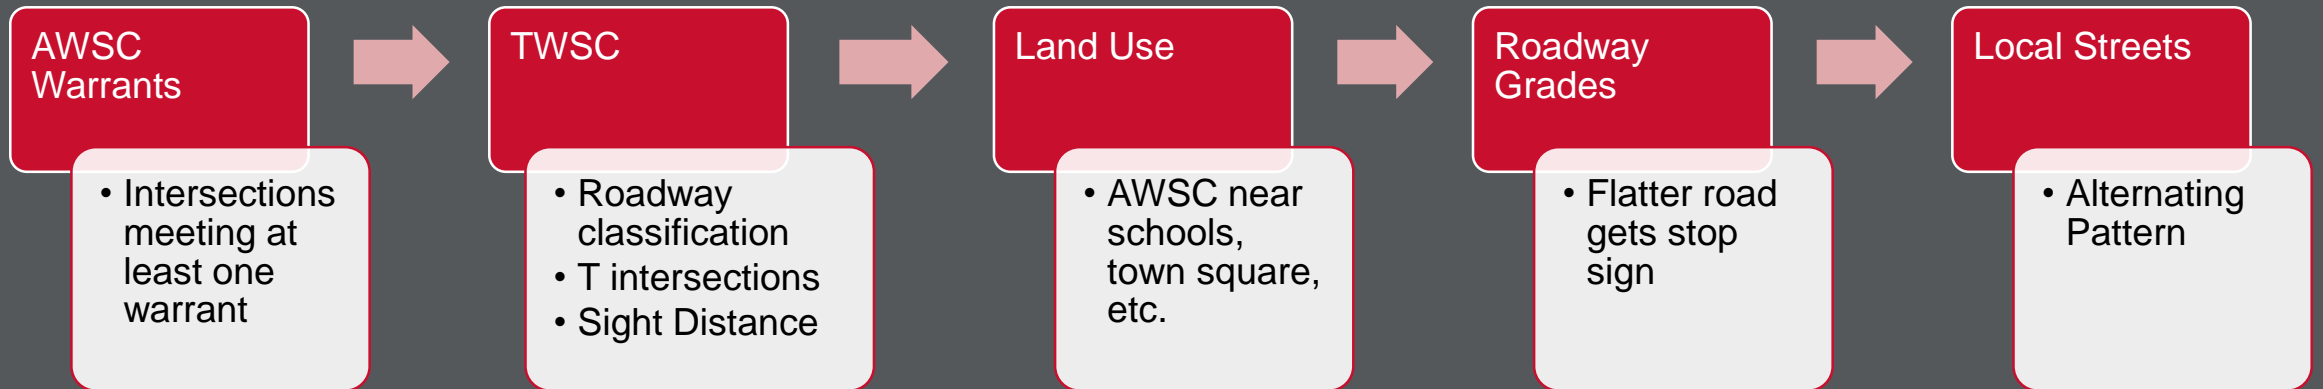 AWSC
Warrants
• Intersections
meeting at
least one
warrant
TWSC
• Roadway
classification
• T intersections
• Sight Distance
Land Use
• AWSC near
schools,
town square,
etc.
Roadway
Grades
• Flatter road
gets stop
sign
Local Streets
• Alternating
Pattern